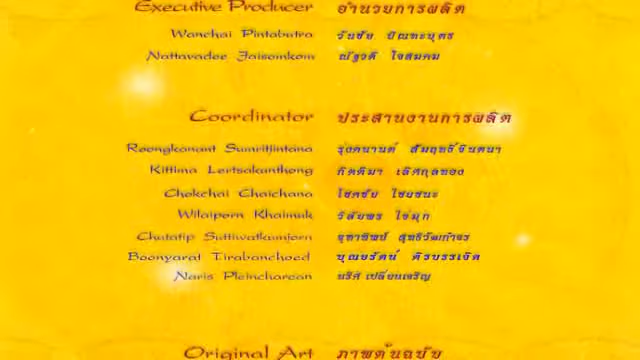 Executive Producer อำนวยการผลิต
Wanchai Pintabutra วันชัย ปิณฑะบุตร
Nattavadee Jaisomkom ณัฐวดี ใจสมคม
Coordinator ประสานงานการผลิต
Roongkanant Sumritjintana รุ่งคนานต์ สัมฤทธิ์จินตนา
Kittima Lertsakanthong กิตติมา เลิศกุลทอง
Chokchai Chaichana โชคชัย ไชยชนะ
Wilaiporn Khaimuk วิลัยพร ไข่มุก
Chutatip Suttiwatkumjorn จุฑาทิพย์ สุทธิวัฒกำจร
Boonyarat Tirabanchoed บุณยรัตน์ ติรบรรเจิด
Naris Pleincharoan นริศ เปลี่ยนเจริญ
Original Art ภาพต้นฉบับ